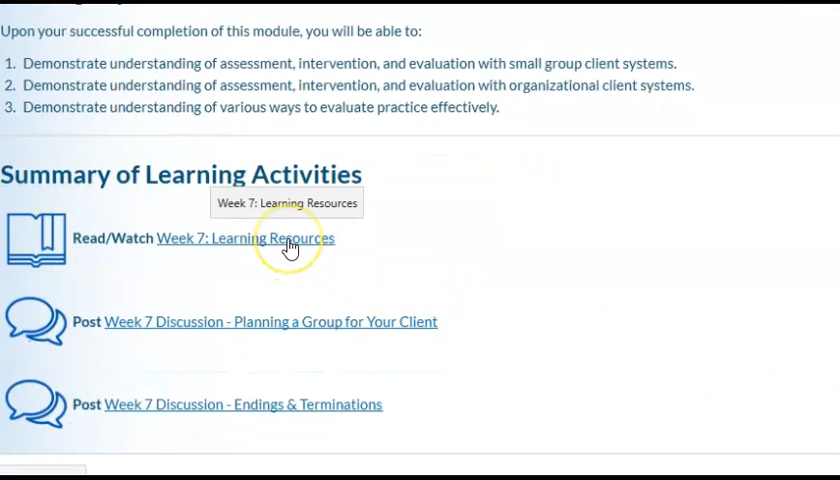 Upon your successful completion of this module, you will be able to:
1. Demonstrate understanding of assessment, intervention, and evaluation with small group client systems.
2. Demonstrate understanding of assessment, intervention, and evaluation with organizational client systems.
3. Demonstrate understanding of various ways to evaluate practice effectively.
Summary of Learning Activities
Week 7: Learning Resources
Read/Watch Week 7: Learning Resources
Post Week 7 Discussion - Planning a Group for Your Client
Post Week 7 Discussion - Endings & Terminations